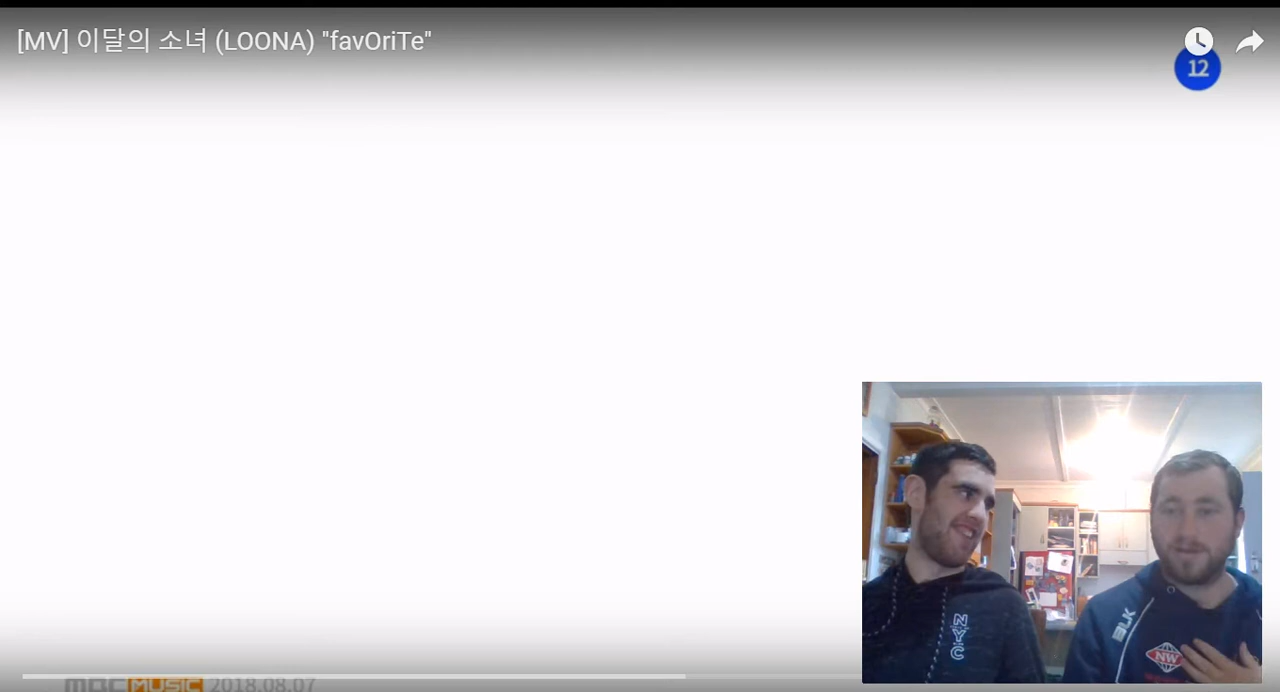 [MV] 이달의 소녀 (LOONA) "favOriTe"
12
NYC
BLK
NW
MBC MUSIC 2018.08.07